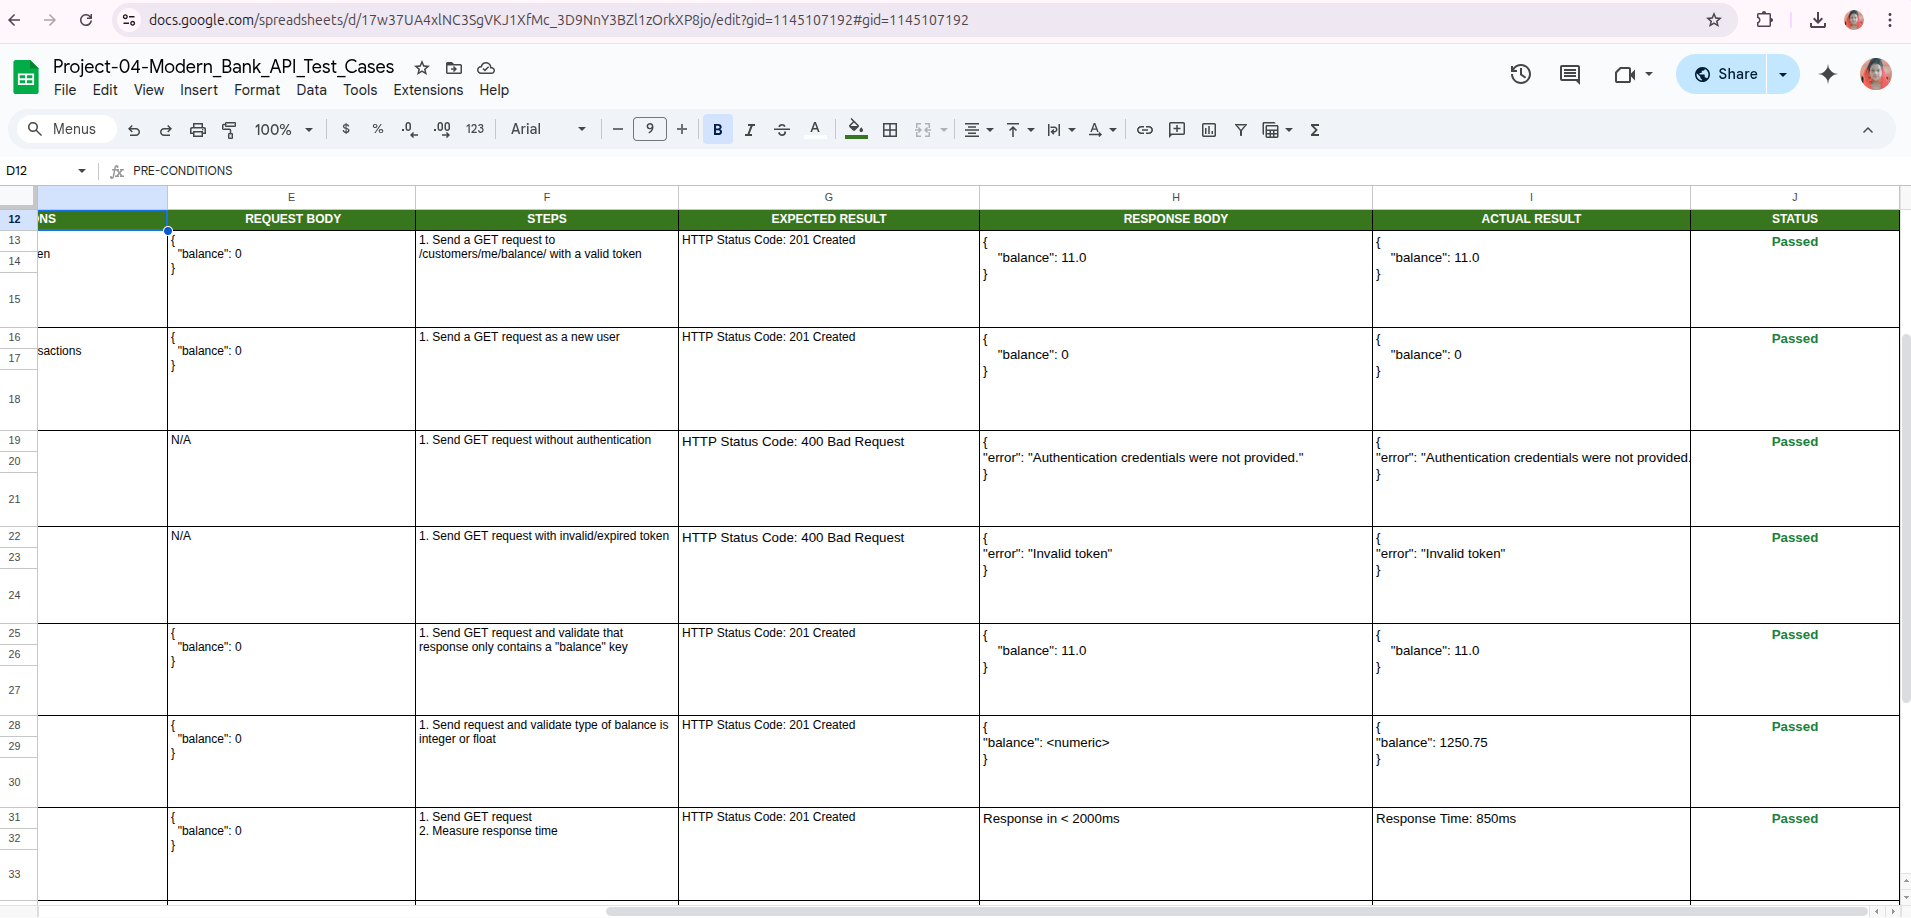 docs.google.com/spreadsheets/d/17w37UA4xlNC3SgVKJ1XfMc_3D9NnY3BZl1zOrkXP8jo/edit?gid=1145107192#gid=1145107192
Project-04-Modern_Bank_API_Test_Cases
File Edit View Insert Format Data Tools Extensions Help
Share
Menus 100% $ % .0 .00 123 Arial 9 B I S A
D12 fx PRE-CONDITIONS
E F G H I J
12 ONS REQUEST BODY STEPS EXPECTED RESULT RESPONSE BODY ACTUAL RESULT STATUS
13 { 1. Send a GET request to HTTP Status Code: 201 Created { { Passed
en "balance": 0 /customers/me/balance/ with a valid token "balance": 11.0 "balance": 11.0
14 } } }
15
16 { 1. Send a GET request as a new user HTTP Status Code: 201 Created { { Passed
sactions "balance": 0 "balance": 0 "balance": 0
17 } } }
18
19 N/A 1. Send GET request without authentication HTTP Status Code: 400 Bad Request { { Passed
20 "error": "Authentication credentials were not provided." "error": "Authentication credentials were not provided.
} }
21
22 N/A 1. Send GET request with invalid/expired token HTTP Status Code: 400 Bad Request { { Passed
23 "error": "Invalid token" "error": "Invalid token"
} }
24
25 { 1. Send GET request and validate that HTTP Status Code: 201 Created { { Passed
26 "balance": 0 response only contains a "balance" key "balance": 11.0 "balance": 11.0
} } }
27
28 { 1. Send request and validate type of balance is HTTP Status Code: 201 Created { { Passed
29 "balance": 0 integer or float "balance": <numeric> "balance": 1250.75
} } }
30
31 { 1. Send GET request HTTP Status Code: 201 Created Response in < 2000ms Response Time: 850ms Passed
32 "balance": 0 2. Measure response time
}
33